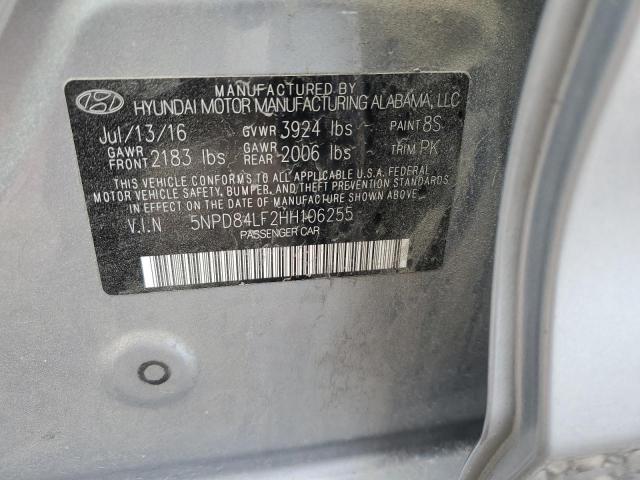 MANUFACTURED BY
HYUNDAI MOTOR MANUFACTURING ALABAMA, LLC
Jul/13/16 GVWR 3924 lbs PAINT 8S
GAWR FRONT 2183 lbs GAWR REAR 2006 lbs TRIM PK
THIS VEHICLE CONFORMS TO ALL APPLICABLE U.S.A. FEDERAL
MOTOR VEHICLE SAFETY, BUMPER, AND THEFT PREVENTION STANDARDS
IN EFFECT ON THE DATE OF MANUFACTURE SHOWN ABOVE.
V.I.N 5NPD84LF2HH106255
PASSENGER CAR